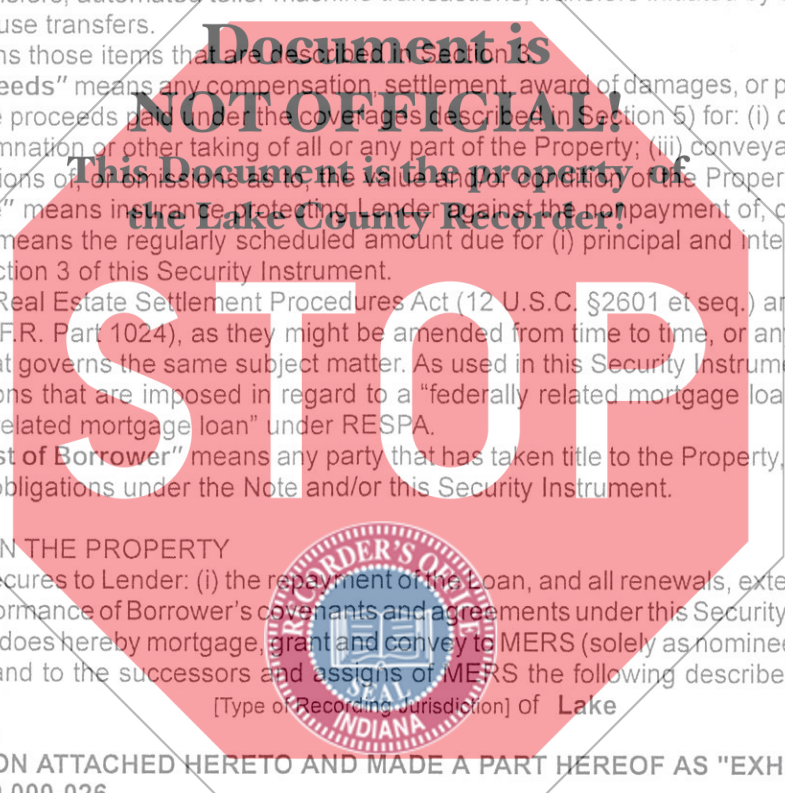 use transfers.
Document is
ns those items that are described in Section 3.
eeds" means any compensation, settlement, award of damages, or p
NOT OFFICIAL!
e proceeds paid under the coverages described in Section 5) for: (i) d
mnation or other taking of all or any part of the Property; (iii) conveya
This Document is the property of
ions of, or omissions as to, the value and/or condition of the Proper
e" means insurance protecting Lender against the nonpayment of, o
the Lake County Recorder!
means the regularly scheduled amount due for (i) principal and inte
ction 3 of this Security Instrument.
Real Estate Settlement Procedures Act (12 U.S.C. §2601 et seq.) an
F.R. Part 1024), as they might be amended from time to time, or an
at governs the same subject matter. As used in this Security Instrume
STOP
ons that are imposed in regard to a “federally related mortgage loa
elated mortgage loan” under RESPA.
st of Borrower" means any party that has taken title to the Property,
obligations under the Note and/or this Security Instrument.
N THE PROPERTY
ecures to Lender: (i) the repayment of the Loan, and all renewals, exte
ormance of Borrower's covenants and agreements under this Security
does hereby mortgage, grant and convey to MERS (solely as nominee
and to the successors and assigns of MERS the following describe
RECORDER'S OFFICE
SEAL
INDIANA
[Type of Recording Jurisdiction] of Lake
ON ATTACHED HERETO AND MADE A PART HEREOF AS "EXH